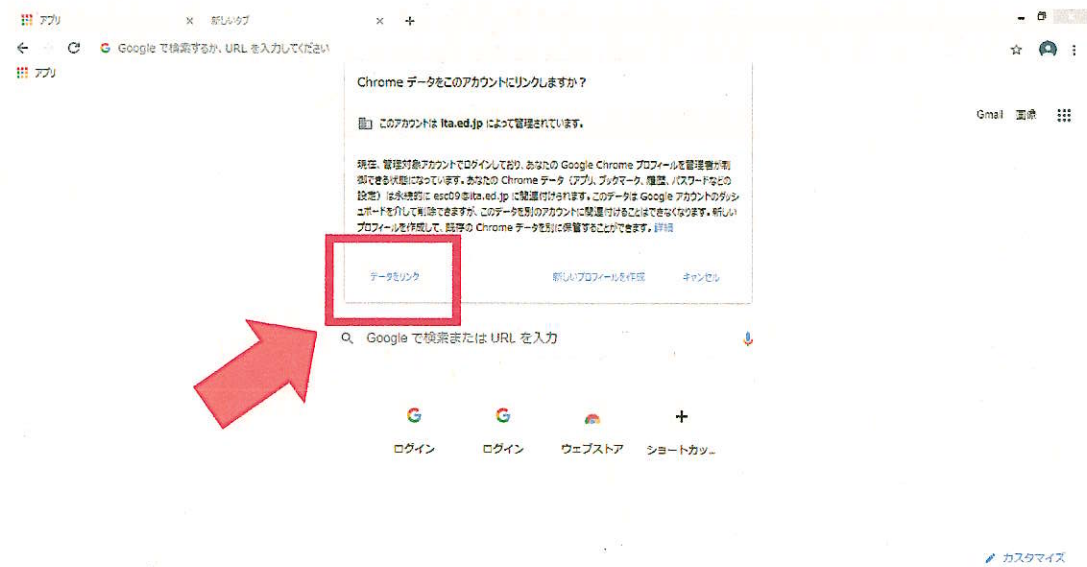 アプリ
新しいタブ
Google で検索するか、URL を入力してください
アプリ
Chrome データをこのアカウントにリンクしますか?
このアカウントは ita.ed.jp によって管理されています。
Gmail 画像
現在、管理対象アカウントでログインしており、あなたの Google Chrome プロフィールを管理者が制
御できる状態になっています。あなたの Chrome データ(アプリ、ブックマーク、履歴、パスワードなどの
設定)は永続的に esc09@ita.ed.jp に関連付けられます。このデータは Google アカウントのダッシ
ュボードを介して削除できますが、このデータを別のアカウントに関連付けることはできなくなります。新しい
プロフィールを作成して、既存の Chrome データを別に保管することができます。詳細
データをリンク
新しいプロフィールを作成
キャンセル
Google で検索または URL を入力
ログイン
ログイン
ウェブストア
ショートカッ...
カスタマイズ